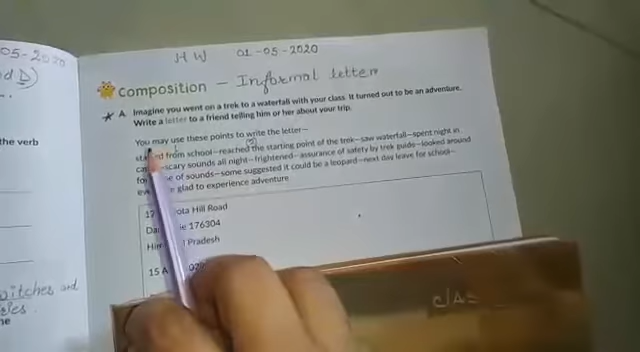 05-2020
HW 01-05-2020
Composition - Informal letter
A. Imagine you went on a trek to a waterfall with your class. It turned out to be an adventure.
Write a letter to a friend telling him or her about your trip.
You may use these points to write the letter—
from school—reached the starting point of the trek—saw waterfall—spent night in
scary sounds all night—frightened—assurance of safety by trek guide—looked around
of sounds—some suggested it could be a leopard—next day leave for school—
glad to experience adventure
the verb
Hill Road
176304
Pradesh
15 A
witches and